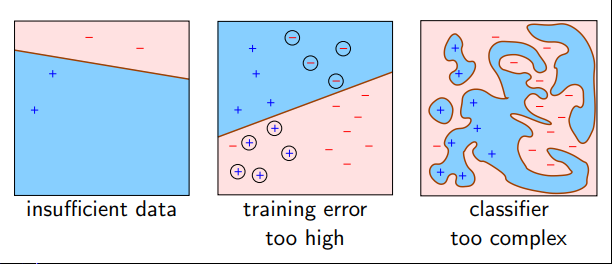 insufficient data
training error
too high
classifier
too complex